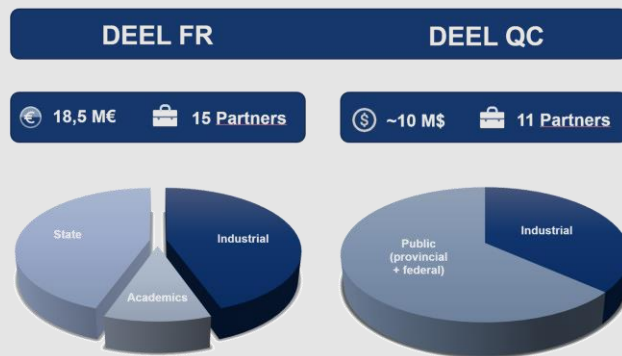 DEEL FR
DEEL QC
18,5 M€
15 Partners
~10 M$
11 Partners
State
Industrial
Academics
Public
(provincial
+ federal)
Industrial